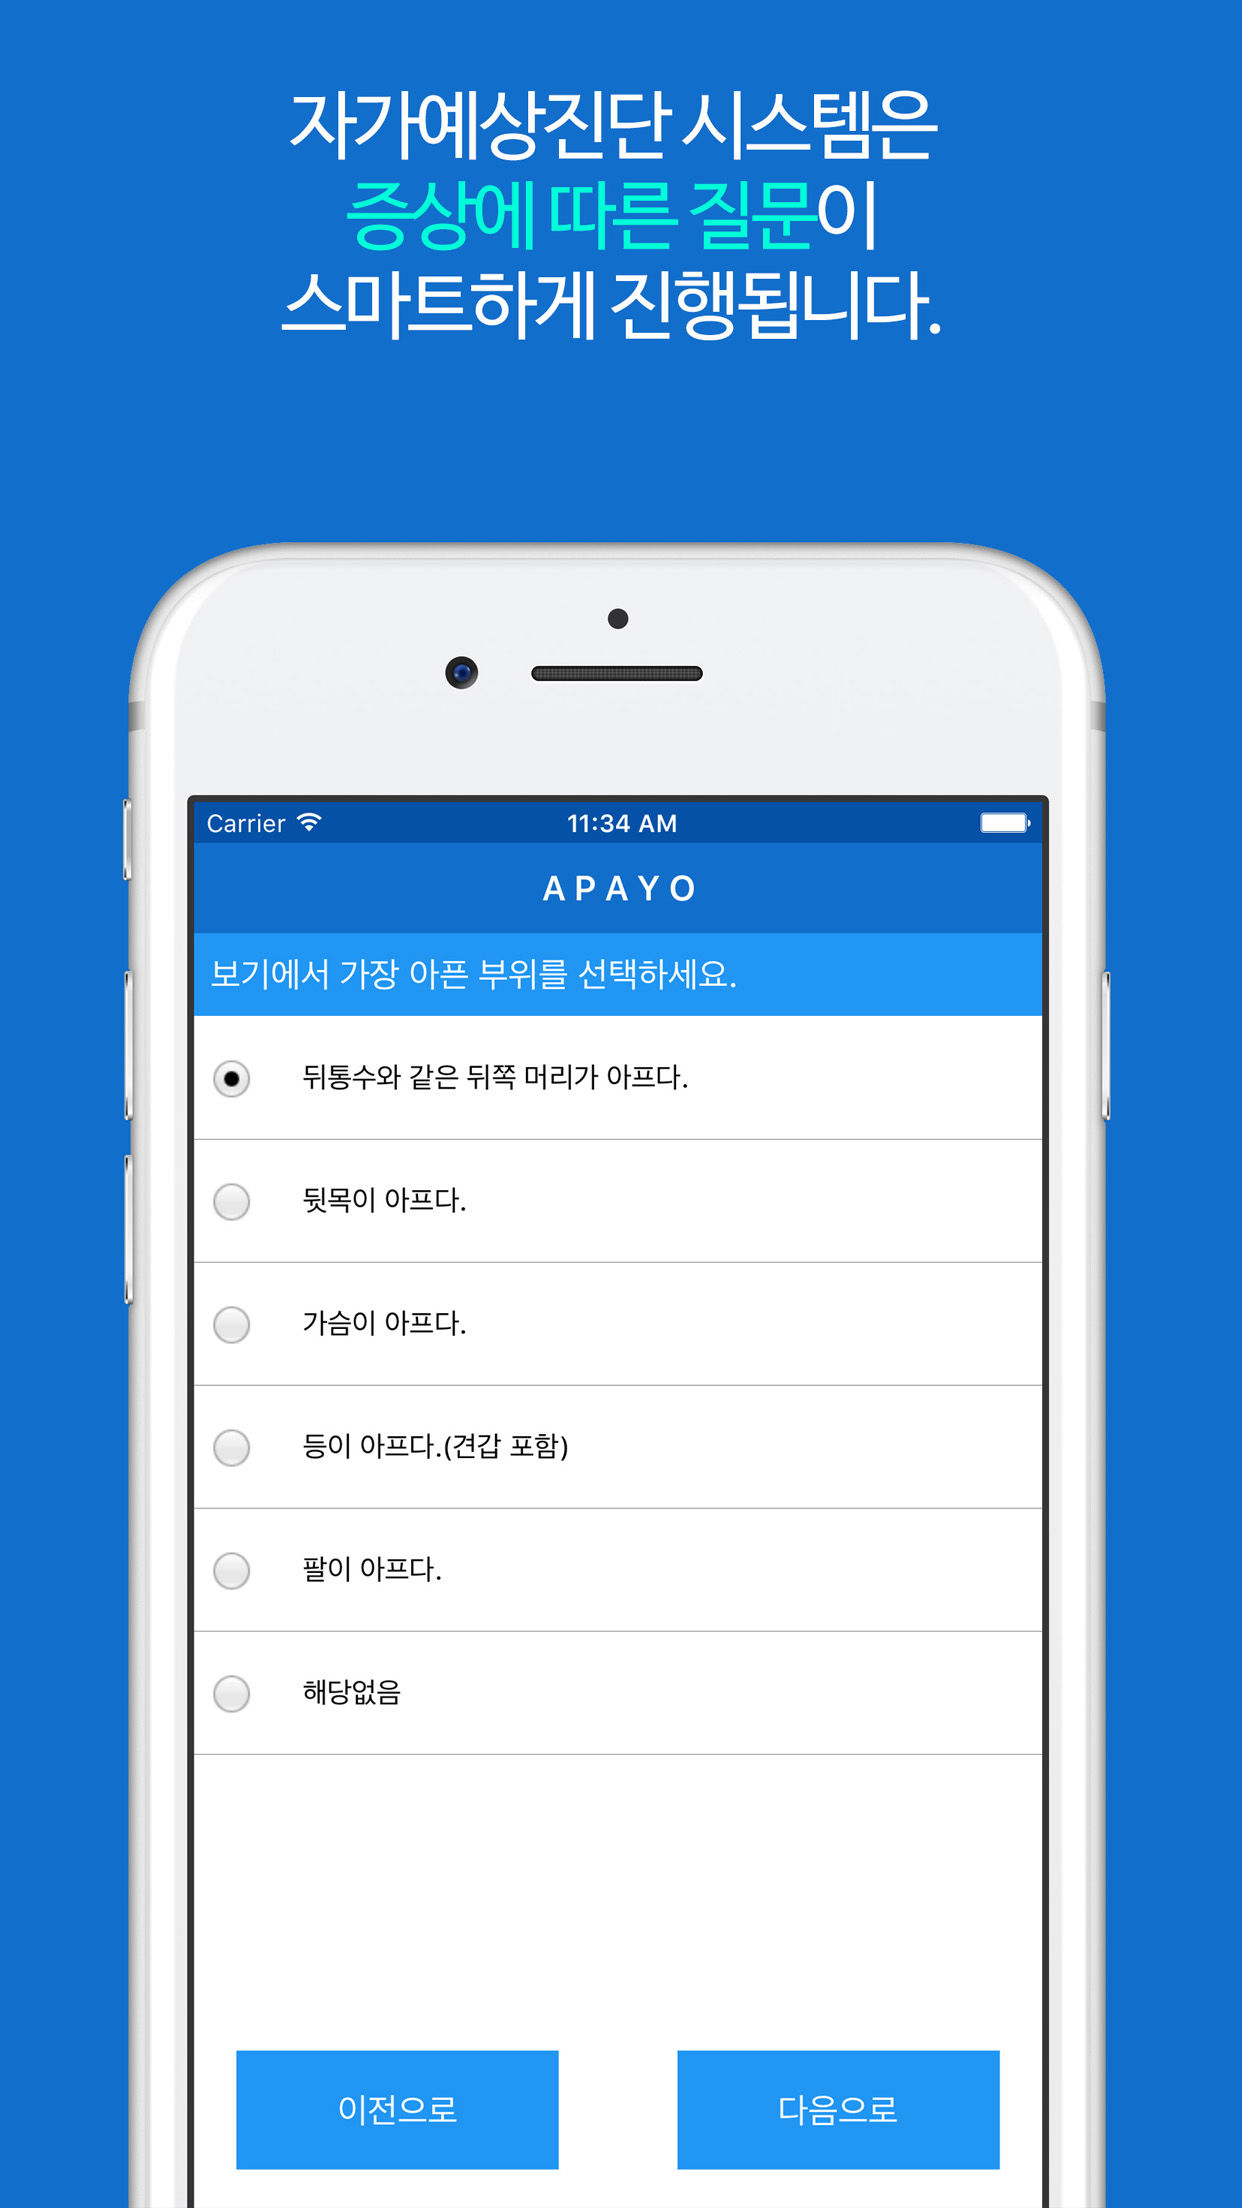 자가예상진단 시스템은
증상에 따른 질문이
스마트하게 진행됩니다.
Carrier 11:34 AM
APAYO
보기에서 가장 아픈 부위를 선택하세요.
뒤통수와 같은 뒤쪽 머리가 아프다.
뒷목이 아프다.
가슴이 아프다.
등이 아프다.(견갑 포함)
팔이 아프다.
해당없음
이전으로 다음으로